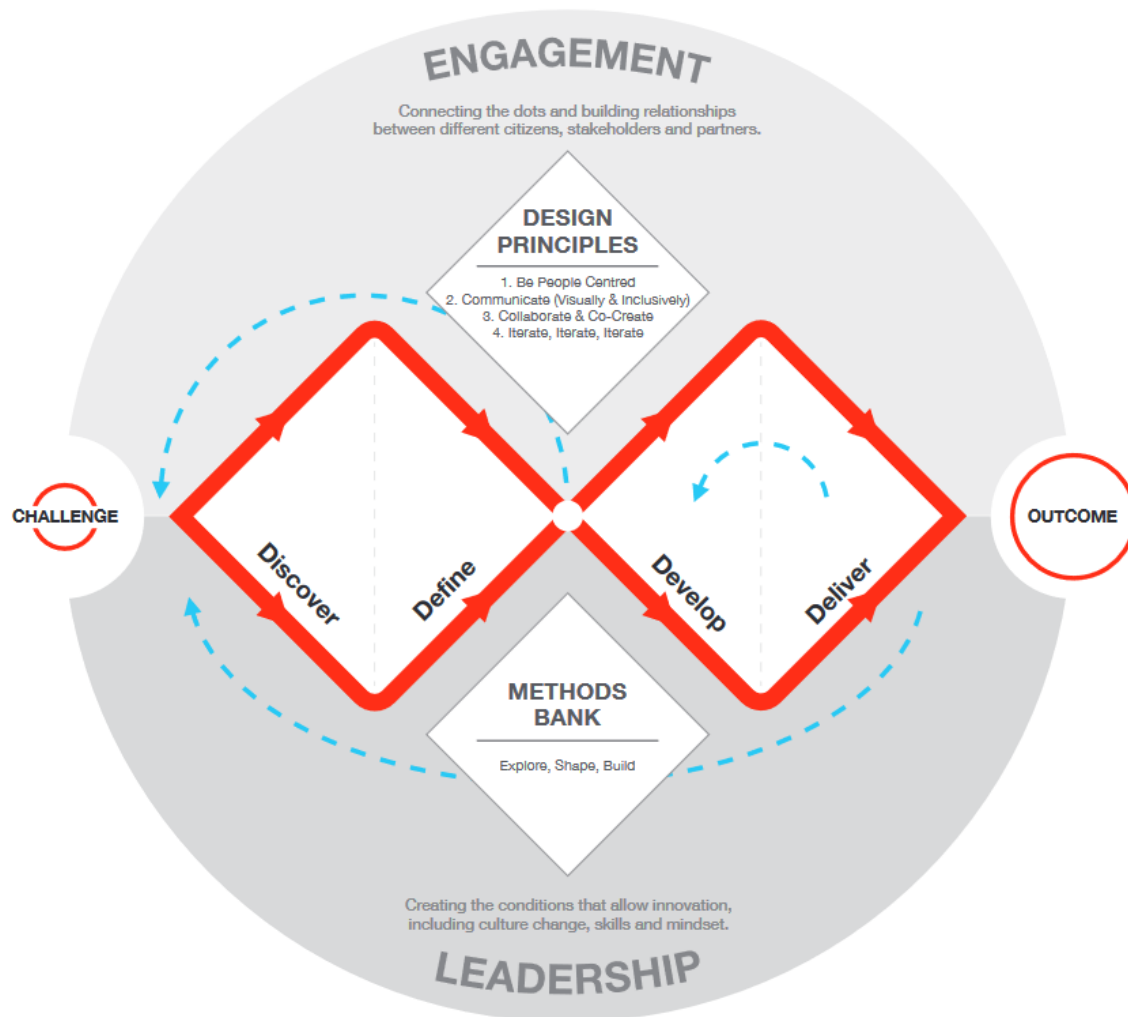 ENGAGEMENT
Connecting the dots and building relationships
between different citizens, stakeholders and partners.
DESIGN
PRINCIPLES
1. Be People Centred
2. Communicate (Visually & Inclusively)
3. Collaborate & Co-Create
4. Iterate, Iterate, Iterate
CHALLENGE
OUTCOME
Discover
Define
Develop
Deliver
METHODS
BANK
Explore, Shape, Build
Creating the conditions that allow innovation,
including culture change, skills and mindset.
LEADERSHIP